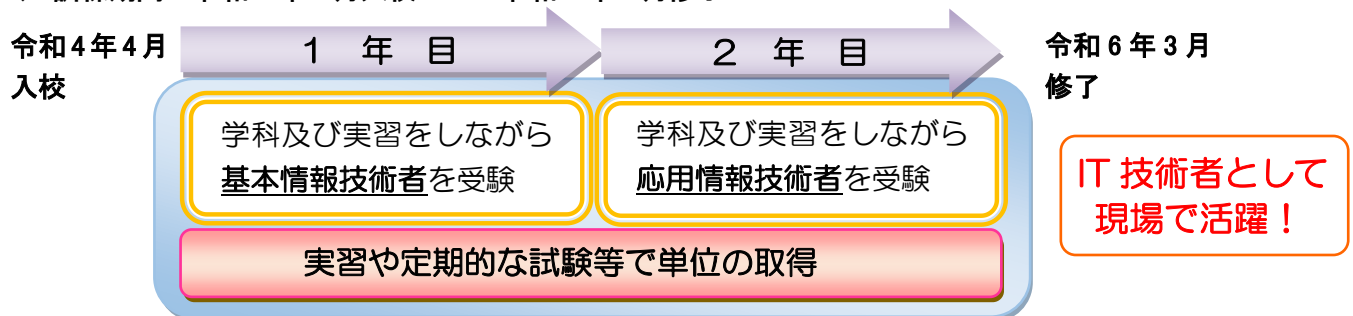 令和4年4月
入校
1 年 目
2 年 目
令和6年3月
修了
学科及び実習をしながら
基本情報技術者を受験
学科及び実習をしながら
応用情報技術者を受験
実習や定期的な試験等で単位の取得
IT 技術者として
現場で活躍！